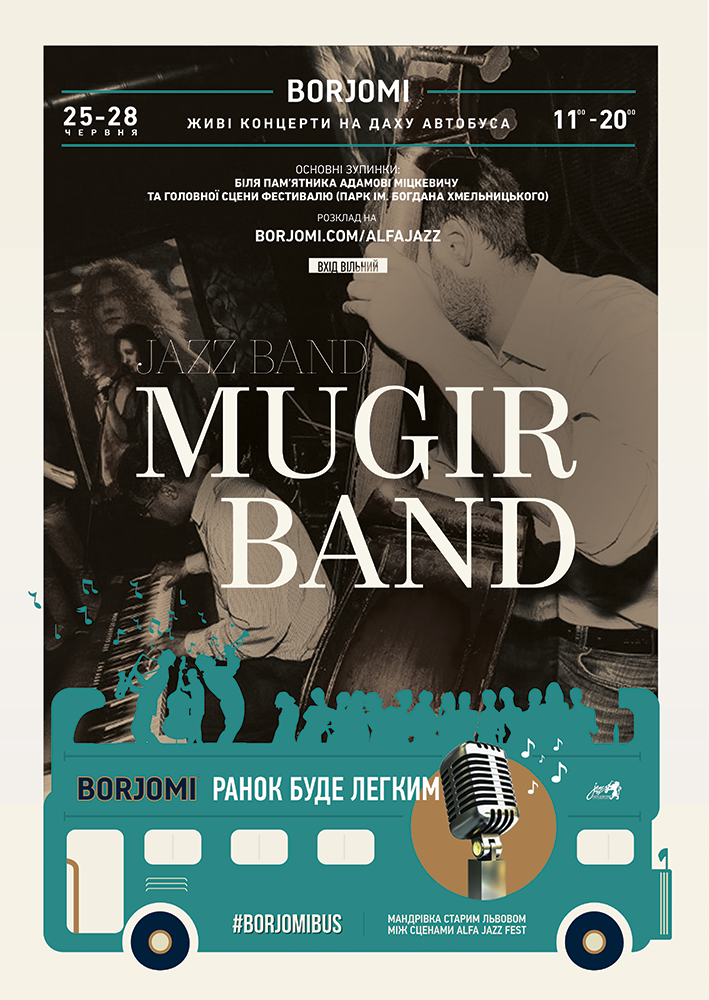 BORJOMI
25-28
ЧЕРВНЯ
ЖИВІ КОНЦЕРТИ НА ДАХУ АВТОБУСА
11⁰⁰ - 20⁰⁰
ОСНОВНІ ЗУПИНКИ:
БІЛЯ ПАМ'ЯТНИКА АДАМОВІ МІЦКЕВИЧУ
ТА ГОЛОВНОЇ СЦЕНИ ФЕСТИВАЛЮ (ПАРК ІМ. БОГДАНА ХМЕЛЬНИЦЬКОГО)
РОЗКЛАД НА
BORJOMI.COM/ALFAJAZZ
ВХІД ВІЛЬНИЙ
JAZZ BAND
MUGIR
BAND
BORJOMI РАНОК БУДЕ ЛЕГКИМ
#BORJOMIBUS
МАНДРІВКА СТАРИМ ЛЬВОВОМ
МІЖ СЦЕНАМИ ALFA JAZZ FEST